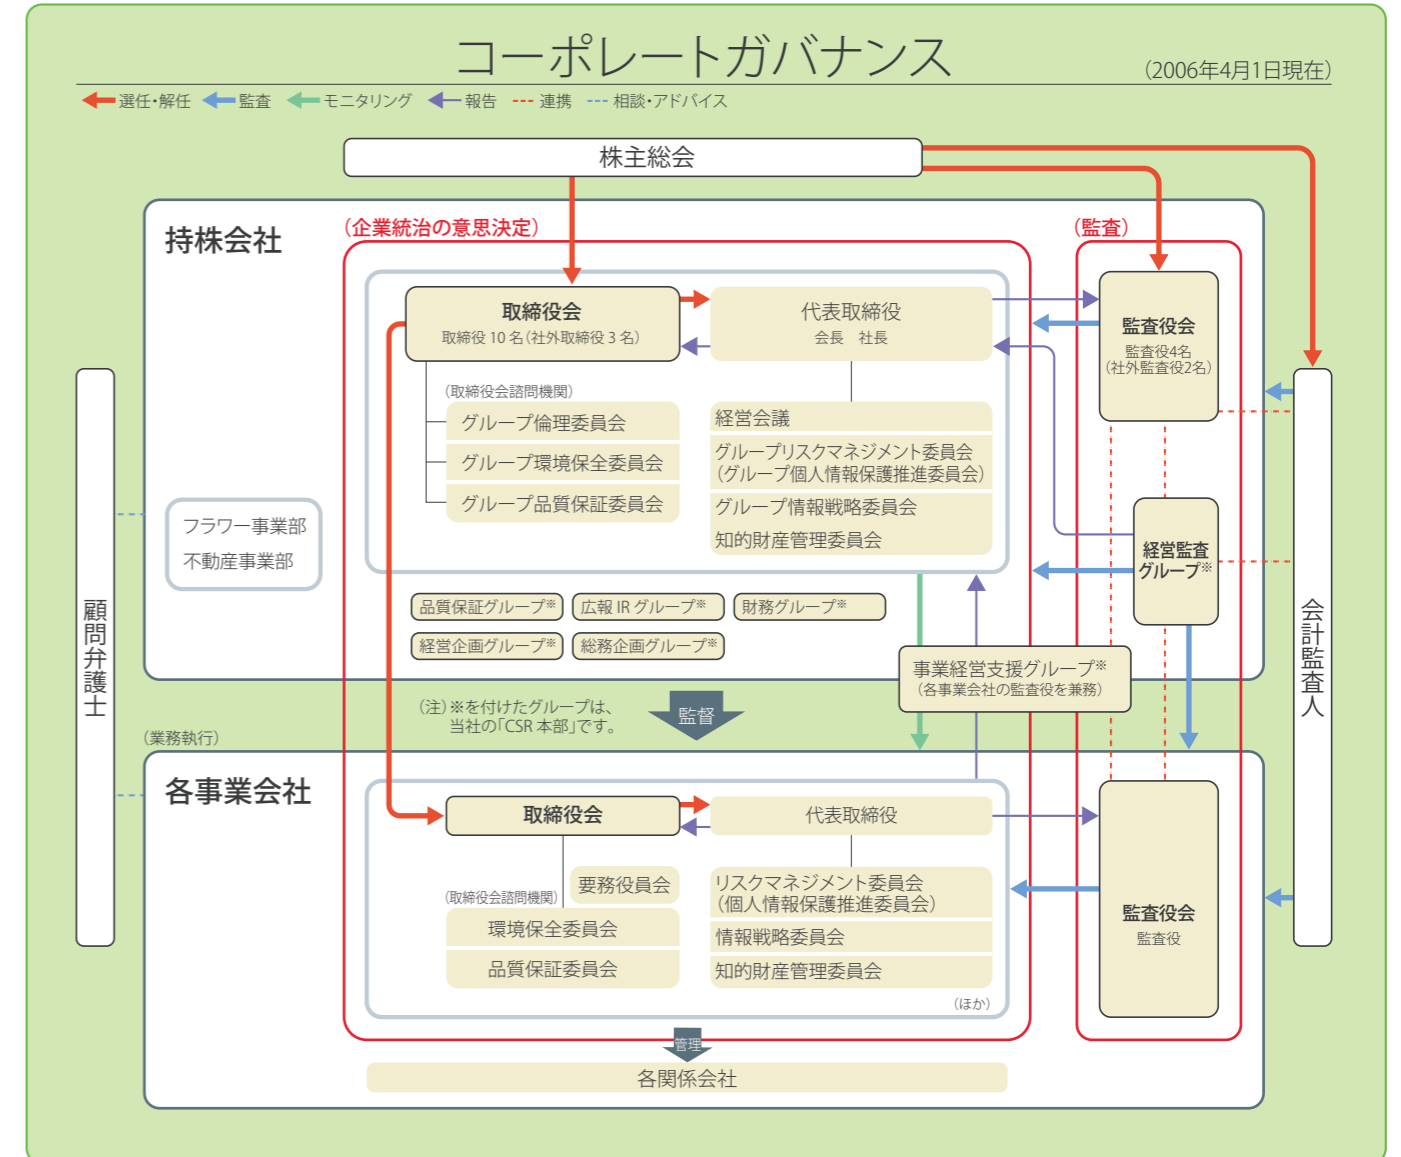 コーポレートガバナンス
(2006年4月1日現在)
選任・解任 監査 モニタリング 報告 連携 相談・アドバイス
株主総会
持株会社
(企業統治の意思決定)
(監査)
取締役会
取締役 10 名(社外取締役 3 名)
代表取締役
会長 社長
監査役会
監査役4名
(社外監査役2名)
(取締役会諮問機関)
グループ倫理委員会
グループ環境保全委員会
グループ品質保証委員会
経営会議
グループリスクマネジメント委員会
(グループ個人情報保護推進委員会)
グループ情報戦略委員会
知的財産管理委員会
フラワー事業部
不動産事業部
経営監査
グループ※
品質保証グループ※
広報 IR グループ※
財務グループ※
経営企画グループ※
総務企画グループ※
事業経営支援グループ※
(各事業会社の監査役を兼務)
顧問弁護士
会計監査人
(注)※を付けたグループは、
当社の「CSR 本部」です。
監督
(業務執行)
各事業会社
取締役会
代表取締役
要務役員会
(取締役会諮問機関)
環境保全委員会
品質保証委員会
リスクマネジメント委員会
(個人情報保護推進委員会)
情報戦略委員会
知的財産管理委員会
(ほか)
監査役会
監査役
管理
各関係会社